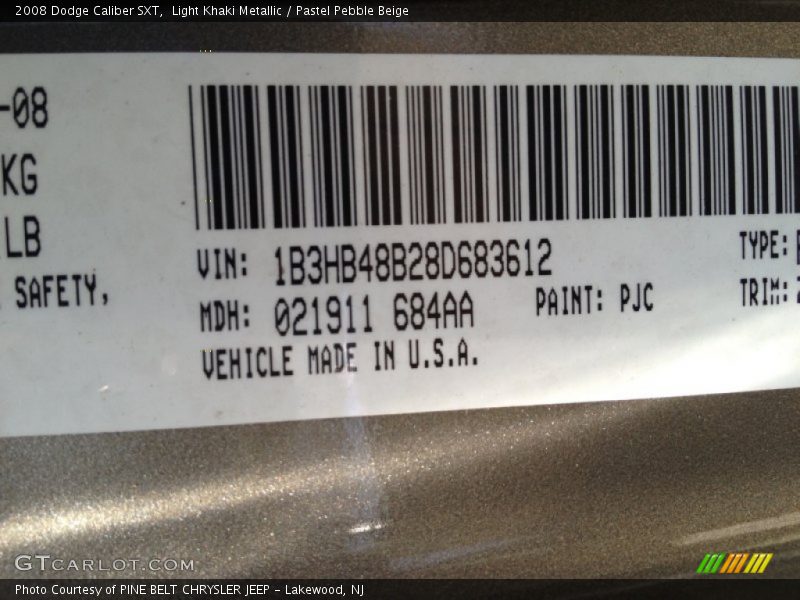 2008 Dodge Caliber SXT, Light Khaki Metallic / Pastel Pebble Beige
-08
KG
LB
SAFETY,
VIN: 1B3HB48B28D683612
TYPE:
MDH: 021911 684AA
PAINT: PJC
TRIM:
VEHICLE MADE IN U.S.A.
GTCARLOT.COM
Photo Courtesy of PINE BELT CHRYSLER JEEP - Lakewood, NJ